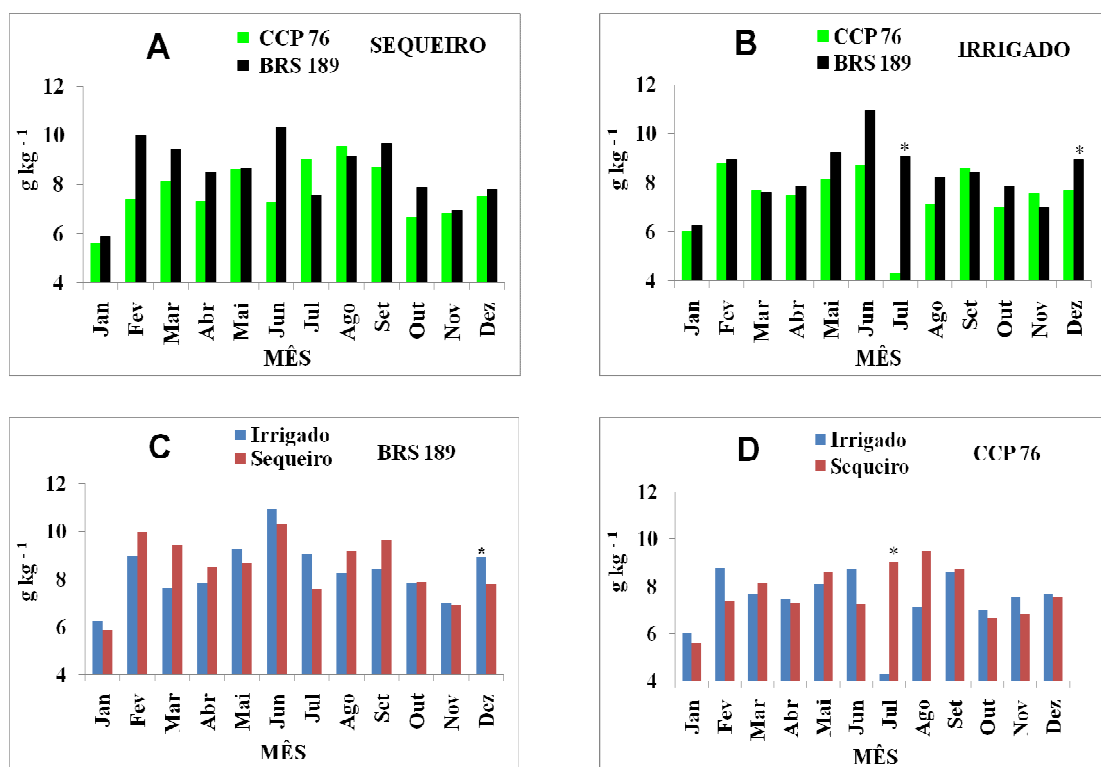 A
CCP 76
BRS 189
SEQUEIRO
g kg - 1
12
10
8
6
4
Jan
Fev
Mar
Abr
Mai
Jun
Jul
Ago
Set
Out
Nov
Dez
MÊS
B
CCP 76
BRS 189
IRRIGADO
g kg - 1
12
10
8
6
4
*
*
Jan
Fev
Mar
Abr
Mai
Jun
Jul
Ago
Set
Out
Nov
Dez
MÊS
C
Irrigado
Sequeiro
BRS 189
g kg - 1
12
10
8
6
4
*
Jan
Fev
Mar
Abr
Mai
Jun
Jul
Ago
Set
Out
Nov
Dez
MÊS
D
Irrigado
Sequeiro
CCP 76
g kg - 1
12
10
8
6
4
*
Jan
Fev
Mar
Abr
Mai
Jun
Jul
Ago
Set
Out
Nov
Dez
MÊS